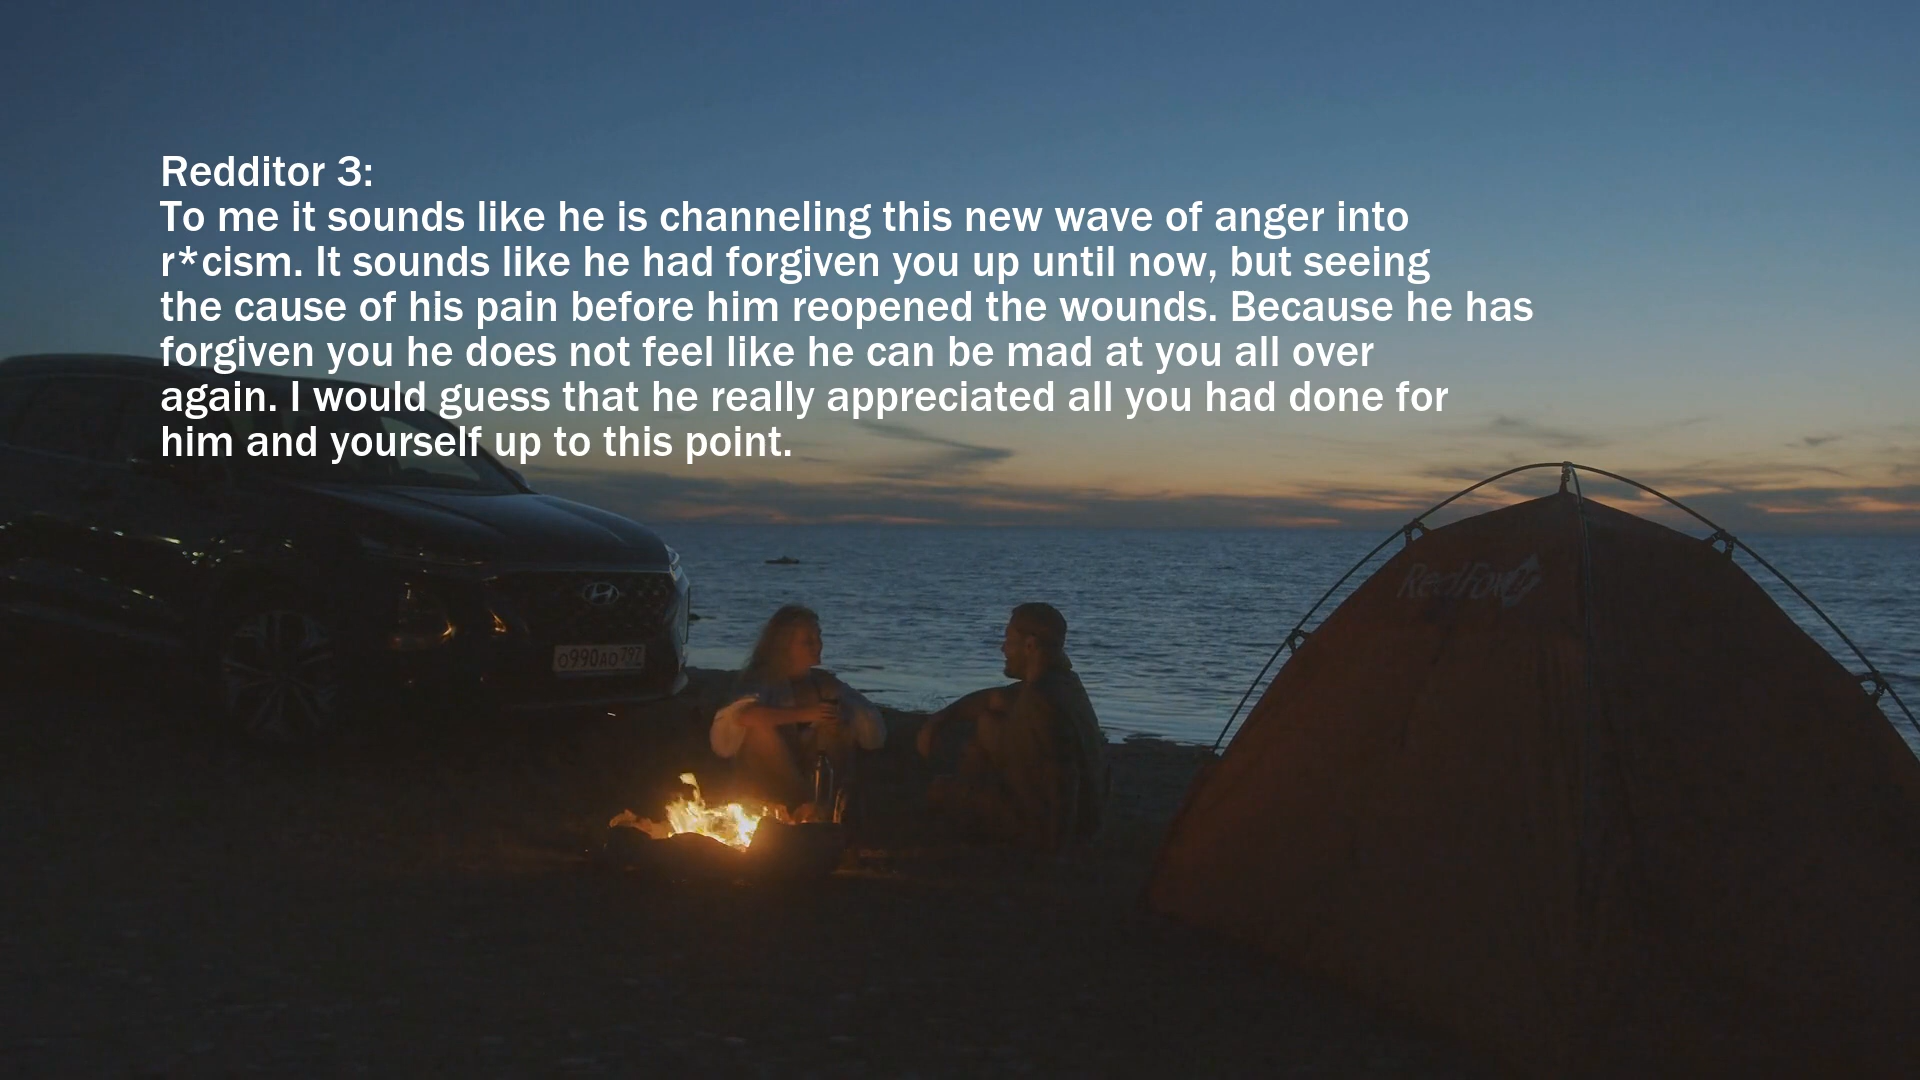 Redditor 3:
To me it sounds like he is channeling this new wave of anger into
r*cism. It sounds like he had forgiven you up until now, but seeing
the cause of his pain before him reopened the wounds. Because he has
forgiven you he does not feel like he can be mad at you all over
again. I would guess that he really appreciated all you had done for
him and yourself up to this point.
RedFox
О990АО 797